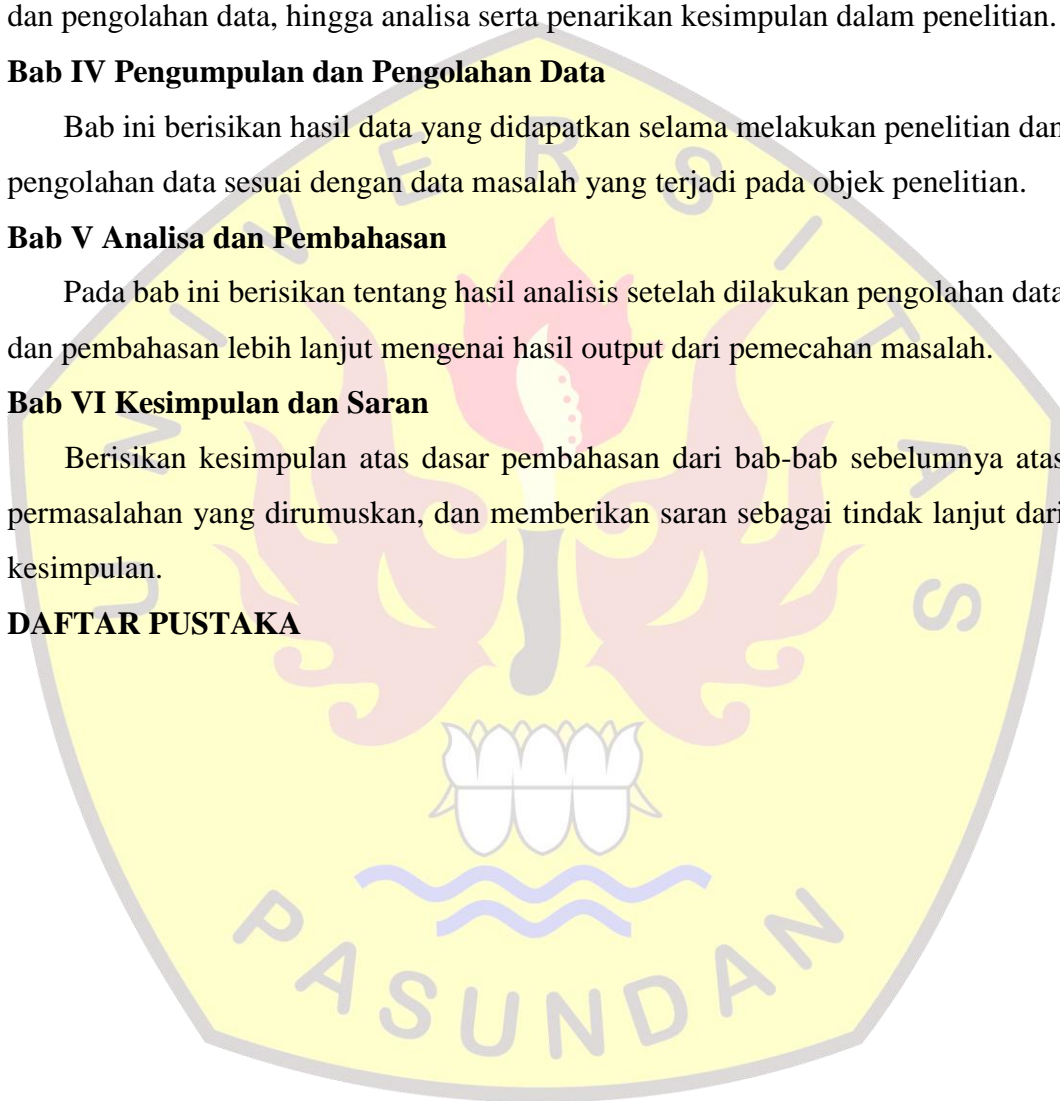 dan pengolahan data, hingga analisa serta penarikan kesimpulan dalam penelitian.
Bab IV Pengumpulan dan Pengolahan Data
Bab ini berisikan hasil data yang didapatkan selama melakukan penelitian dan
pengolahan data sesuai dengan data masalah yang terjadi pada objek penelitian.
Bab V Analisa dan Pembahasan
Pada bab ini berisikan tentang hasil analisis setelah dilakukan pengolahan data
dan pembahasan lebih lanjut mengenai hasil output dari pemecahan masalah.
Bab VI Kesimpulan dan Saran
Berisikan kesimpulan atas dasar pembahasan dari bab-bab sebelumnya atas
permasalahan yang dirumuskan, dan memberikan saran sebagai tindak lanjut dari
kesimpulan.
DAFTAR PUSTAKA
UNIVERSITAS
PASUNDAN